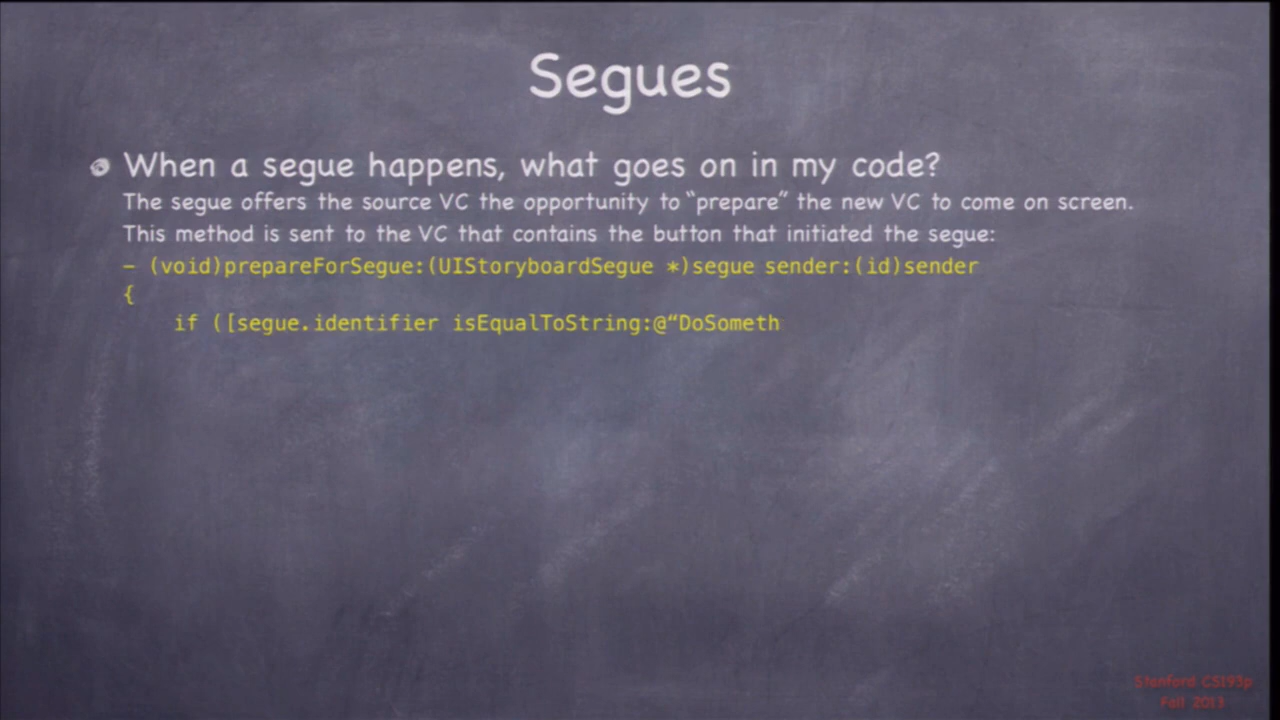 Segues
When a segue happens, what goes on in my code?
The segue offers the source VC the opportunity to “prepare” the new VC to come on screen.
This method is sent to the VC that contains the button that initiated the segue:
- (void)prepareForSegue:(UIStoryboardSegue *)segue sender:(id)sender
{
if ([segue.identifier isEqualToString:@“DoSometh
Stanford CS193p
Fall 2013